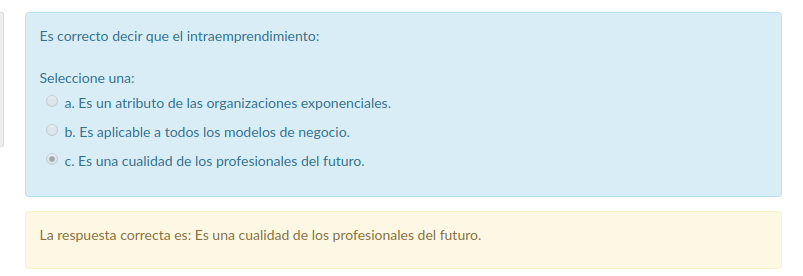 Es correcto decir que el intraemprendimiento:
Seleccione una:
a. Es un atributo de las organizaciones exponenciales.
b. Es aplicable a todos los modelos de negocio.
c. Es una cualidad de los profesionales del futuro.
La respuesta correcta es: Es una cualidad de los profesionales del futuro.